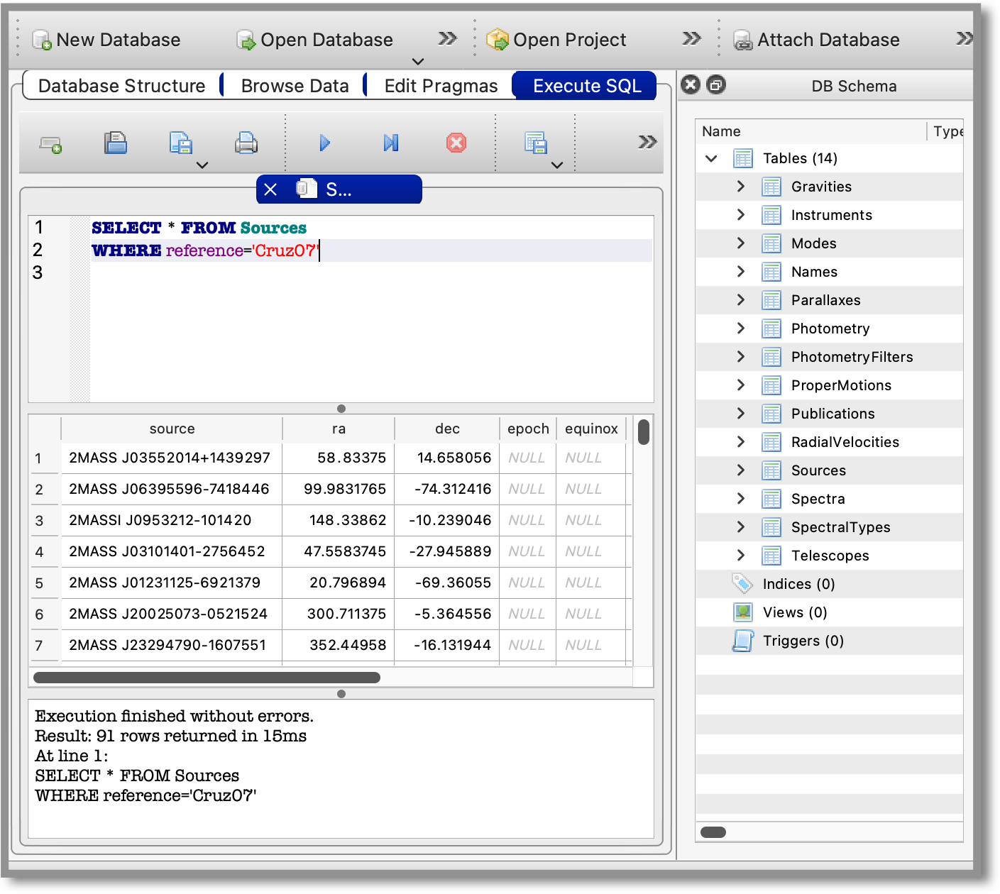 New Database Open Database Open Project Attach Database
Database Structure Browse Data Edit Pragmas Execute SQL
DB Schema
S...
1 SELECT * FROM Sources
2 WHERE reference='Cruz07'
3
source ra dec epoch equinox
1 2MASS J03552014+1439297 58.83375 14.658056 NULL NULL
2 2MASS J06395596-7418446 99.9831765 -74.312416 NULL NULL
3 2MASSI J0953212-101420 148.33862 -10.239046 NULL NULL
4 2MASS J03101401-2756452 47.5583745 -27.945889 NULL NULL
5 2MASS J01231125-6921379 20.796894 -69.36055 NULL NULL
6 2MASS J20025073-0521524 300.711375 -5.364556 NULL NULL
7 2MASS J23294790-1607551 352.44958 -16.131944 NULL NULL
Execution finished without errors.
Result: 91 rows returned in 15ms
At line 1:
SELECT * FROM Sources
WHERE reference='Cruz07'
Name Type
Tables (14)
Gravities
Instruments
Modes
Names
Parallaxes
Photometry
PhotometryFilters
ProperMotions
Publications
RadialVelocities
Sources
Spectra
SpectralTypes
Telescopes
Indices (0)
Views (0)
Triggers (0)